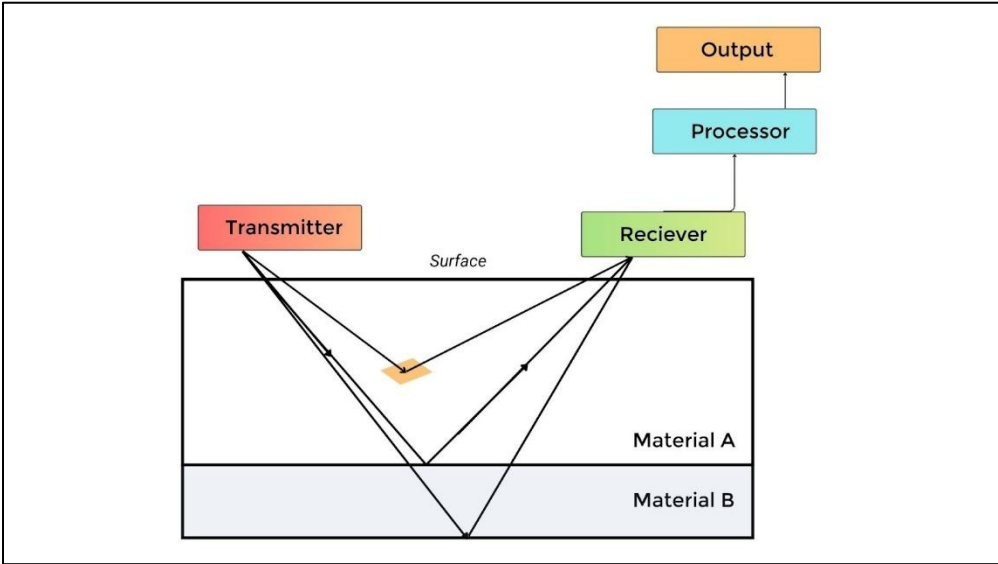 Output
Processor
Transmitter
Reciever
Surface
Material A
Material B